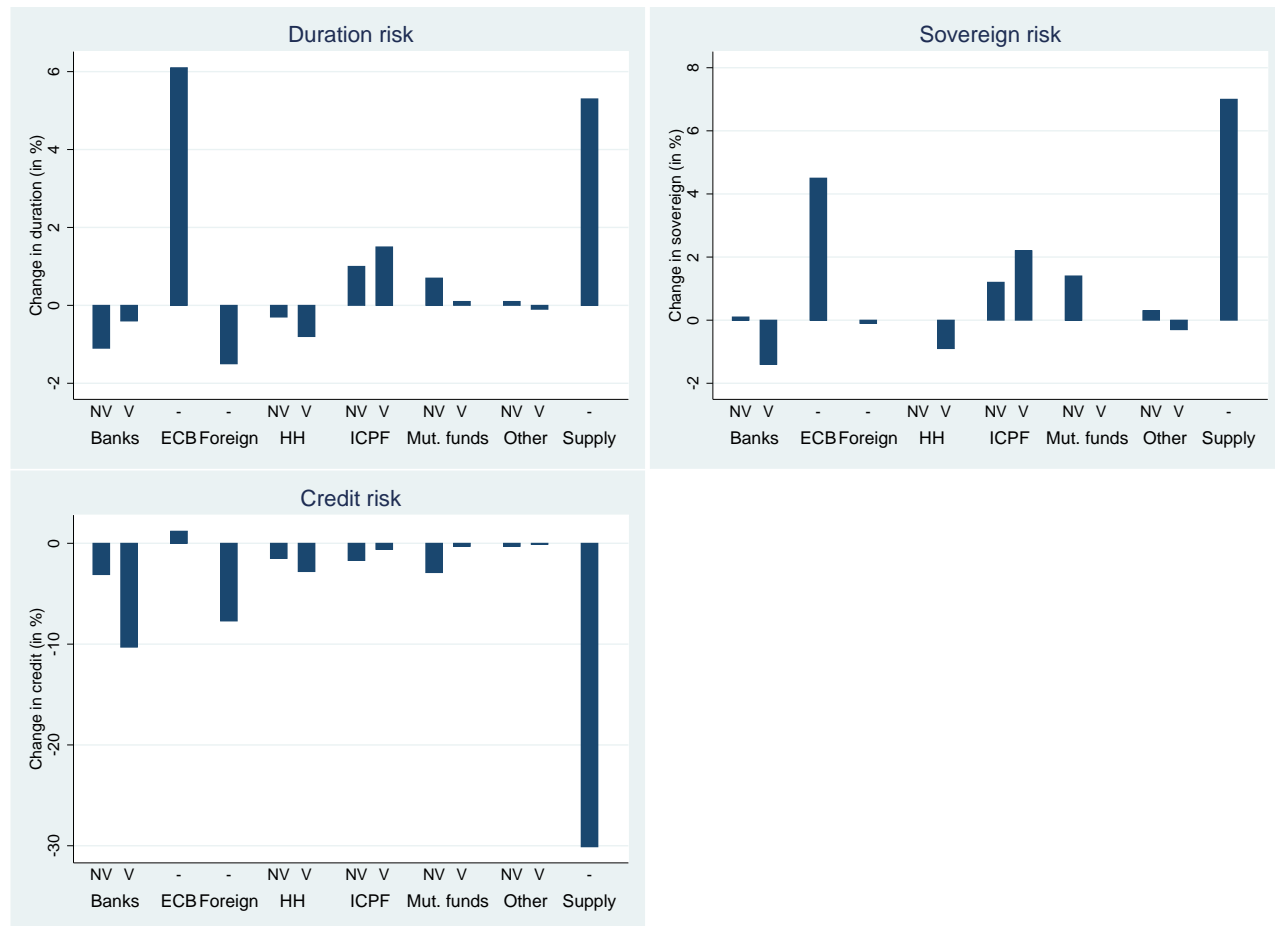 Duration risk
Change in duration (in %)
6
4
2
0
-2
NV V - - NV V NV V NV V NV V -
Banks ECB Foreign HH ICPF Mut. funds Other Supply
Sovereign risk
Change in sovereign (in %)
8
6
4
2
0
-2
NV V - - NV V NV V NV V NV V -
Banks ECB Foreign HH ICPF Mut. funds Other Supply
Credit risk
Change in credit (in %)
0
-10
-20
-30
NV V - - NV V NV V NV V NV V -
Banks ECB Foreign HH ICPF Mut. funds Other Supply